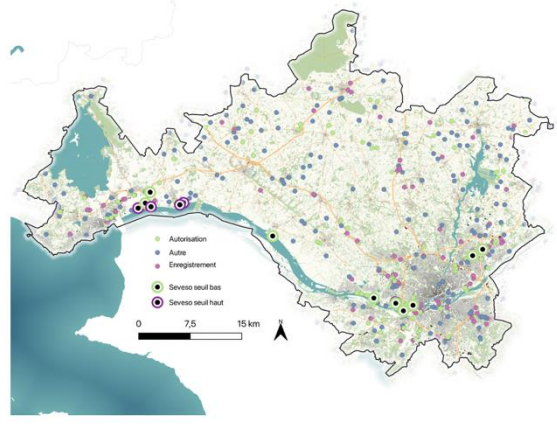 Autorisation
Autre
Enregistrement
Seveso seuil bas
Seveso seuil haut
0 7,5 15 km
N